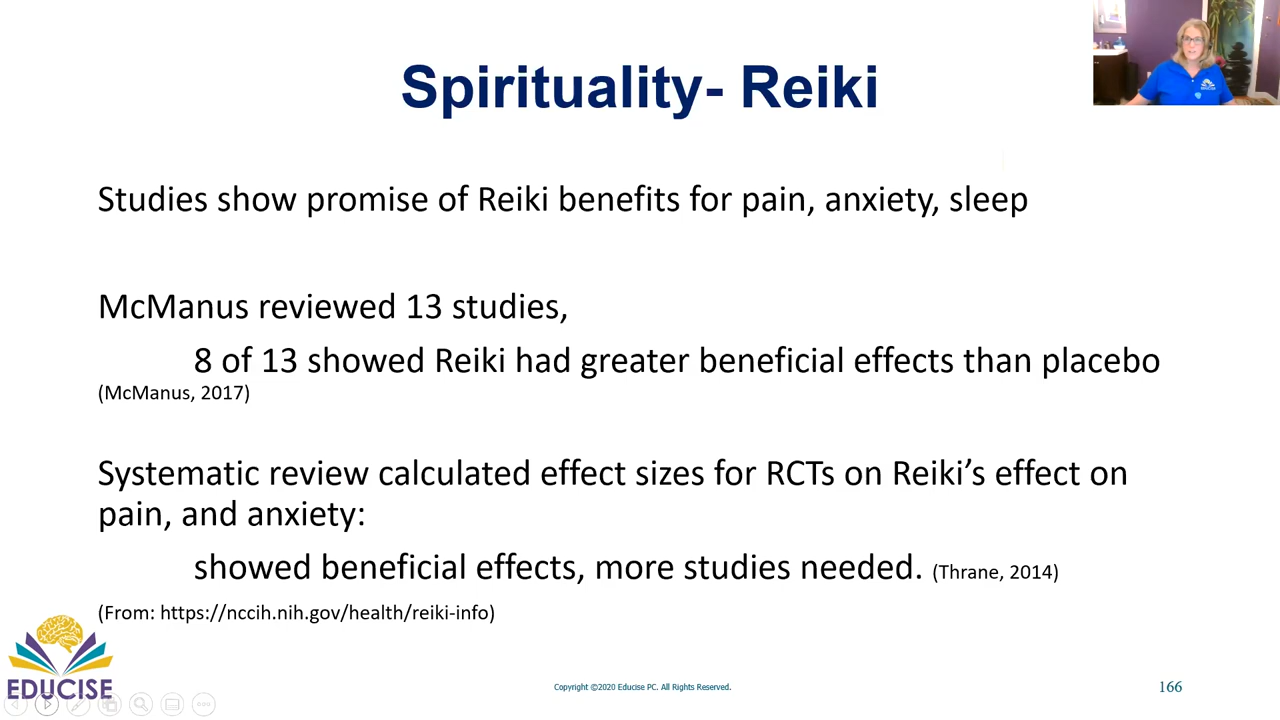 Spirituality- Reiki
Studies show promise of Reiki benefits for pain, anxiety, sleep
McManus reviewed 13 studies,
8 of 13 showed Reiki had greater beneficial effects than placebo
(McManus, 2017)
Systematic review calculated effect sizes for RCTs on Reiki’s effect on
pain, and anxiety:
showed beneficial effects, more studies needed. (Thrane, 2014)
(From: https://nccih.nih.gov/health/reiki-info)
EDUCISE
Copyright ©2020 Educise PC. All Rights Reserved.
166